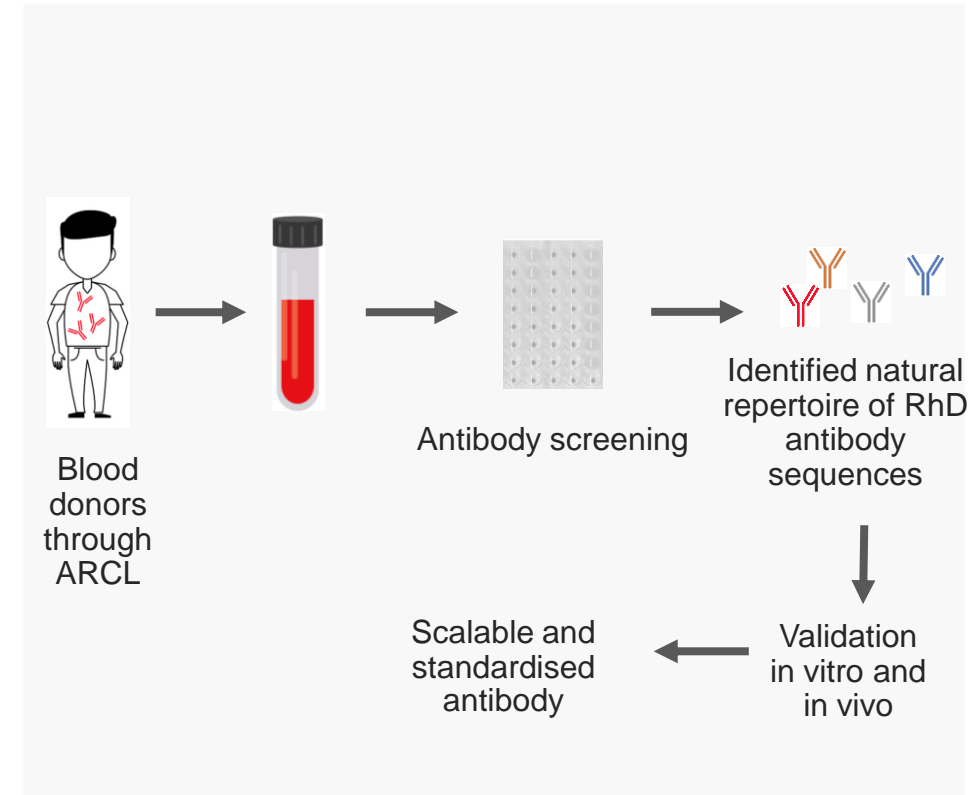 Blood
donors
through
ARCL
Antibody screening
Identified natural
repertoire of RhD
antibody
sequences
Validation
in vitro and
in vivo
Scalable and
standardised
antibody